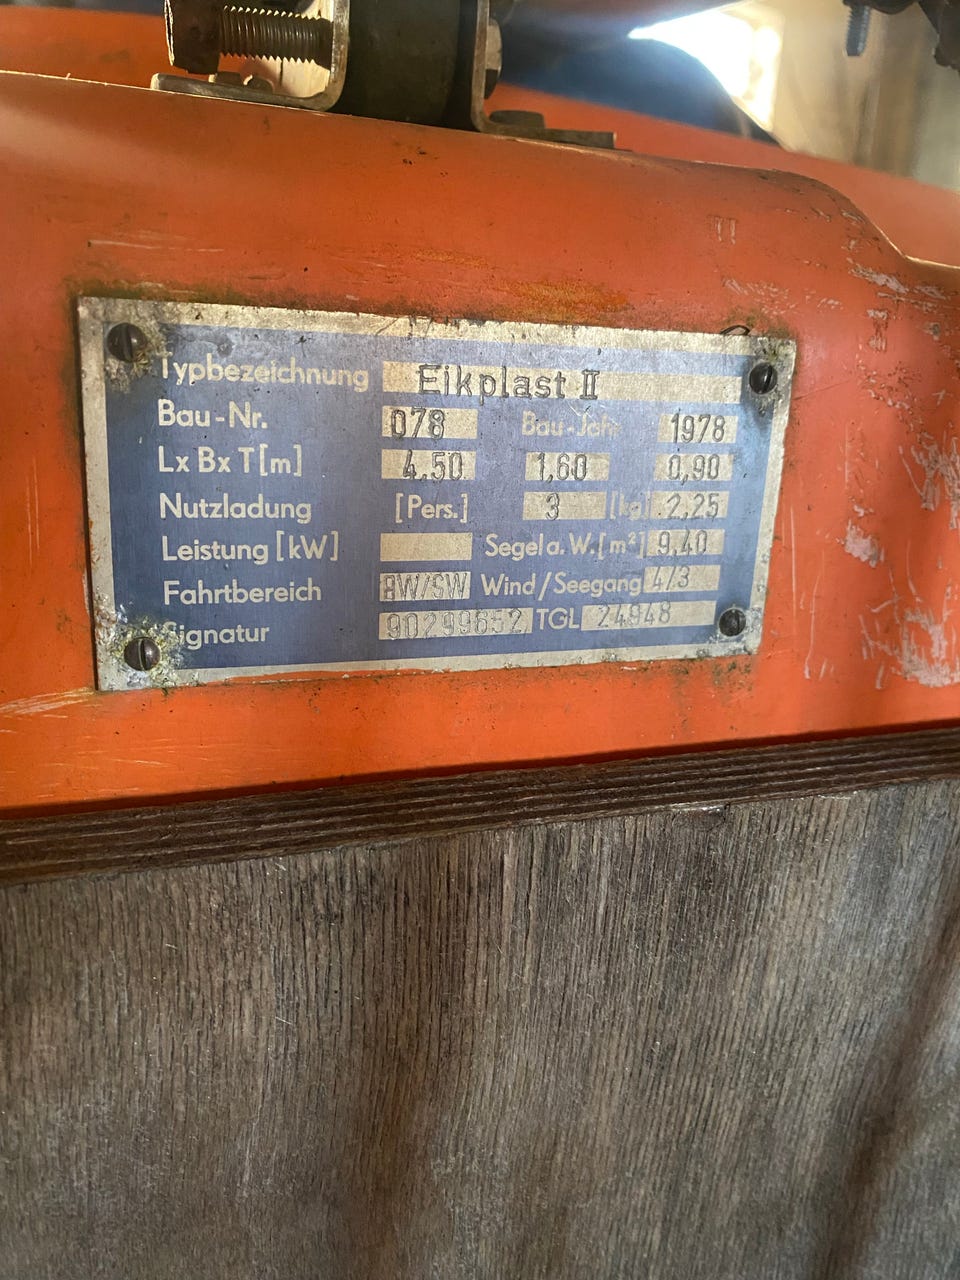 Typbezeichnung Eikplast II
Bau-Nr. 078 Bau-Jahr 1978
L x B x T [m] 4,50 1,60 0,90
Nutzladung [Pers.] 3 [kg] 2,25
Leistung [kW] Segel a. W. [m²] 9,40
Fahrtbereich BW/SW Wind/Seegang 4/3
Signatur 90299652 TGL 24948